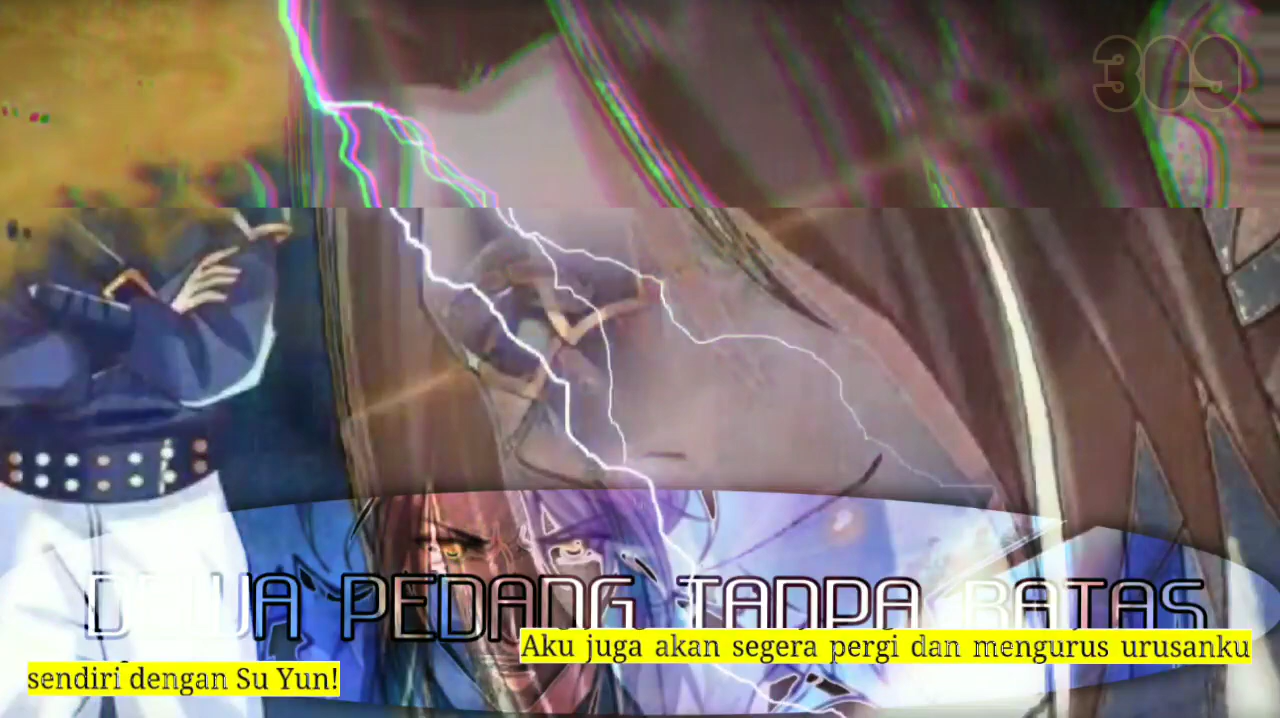 309
DEWA PEDANG TANPA BATAS
Aku juga akan segera pergi dan mengurus urusanku
sendiri dengan Su Yun!